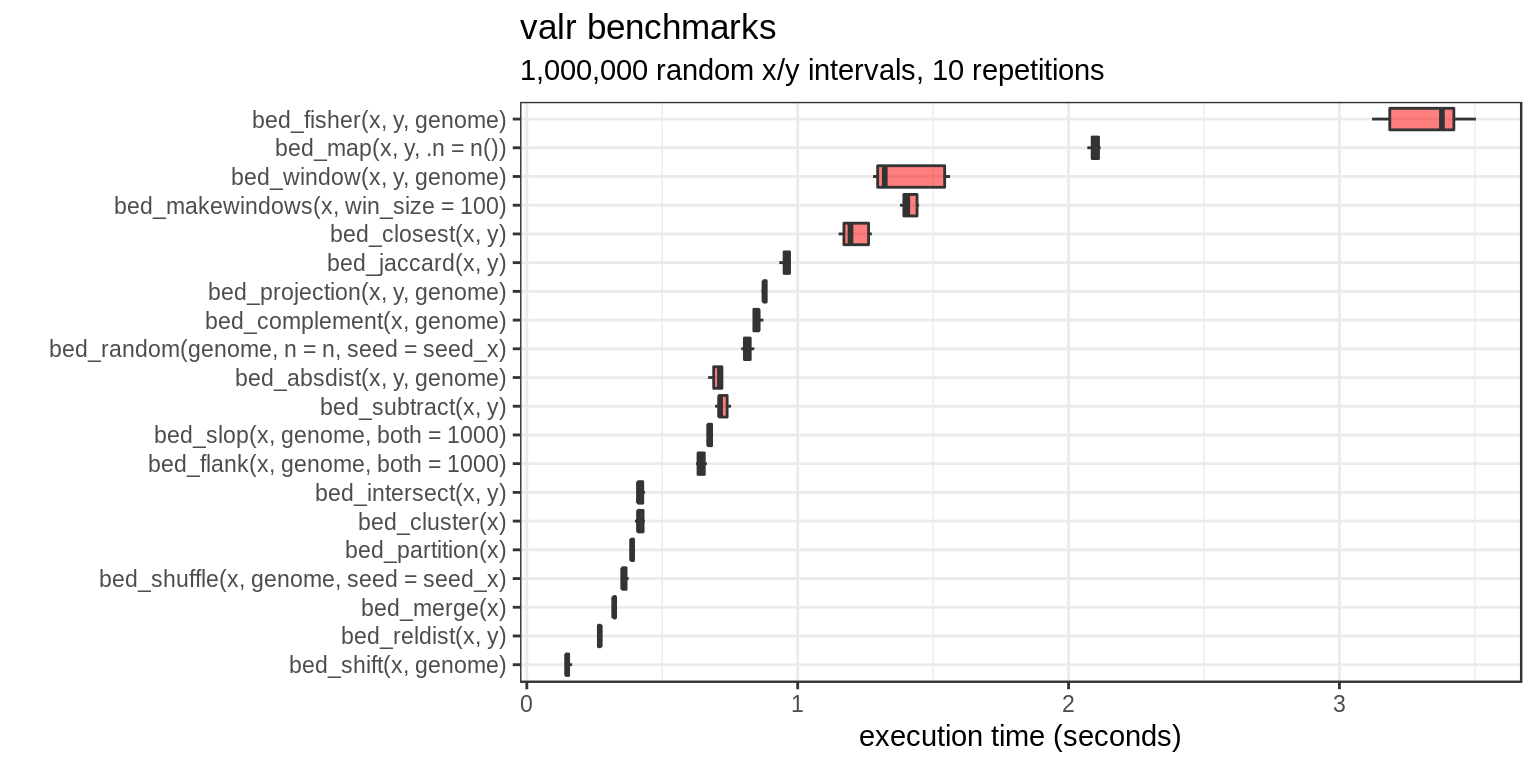 valr benchmarks
1,000,000 random x/y intervals, 10 repetitions
bed_fisher(x, y, genome)
bed_map(x, y, .n = n())
bed_window(x, y, genome)
bed_makewindows(x, win_size = 100)
bed_closest(x, y)
bed_jaccard(x, y)
bed_projection(x, y, genome)
bed_complement(x, genome)
bed_random(genome, n = n, seed = seed_x)
bed_absdist(x, y, genome)
bed_subtract(x, y)
bed_slop(x, genome, both = 1000)
bed_flank(x, genome, both = 1000)
bed_intersect(x, y)
bed_cluster(x)
bed_partition(x)
bed_shuffle(x, genome, seed = seed_x)
bed_merge(x)
bed_reldist(x, y)
bed_shift(x, genome)
0 1 2 3
execution time (seconds)